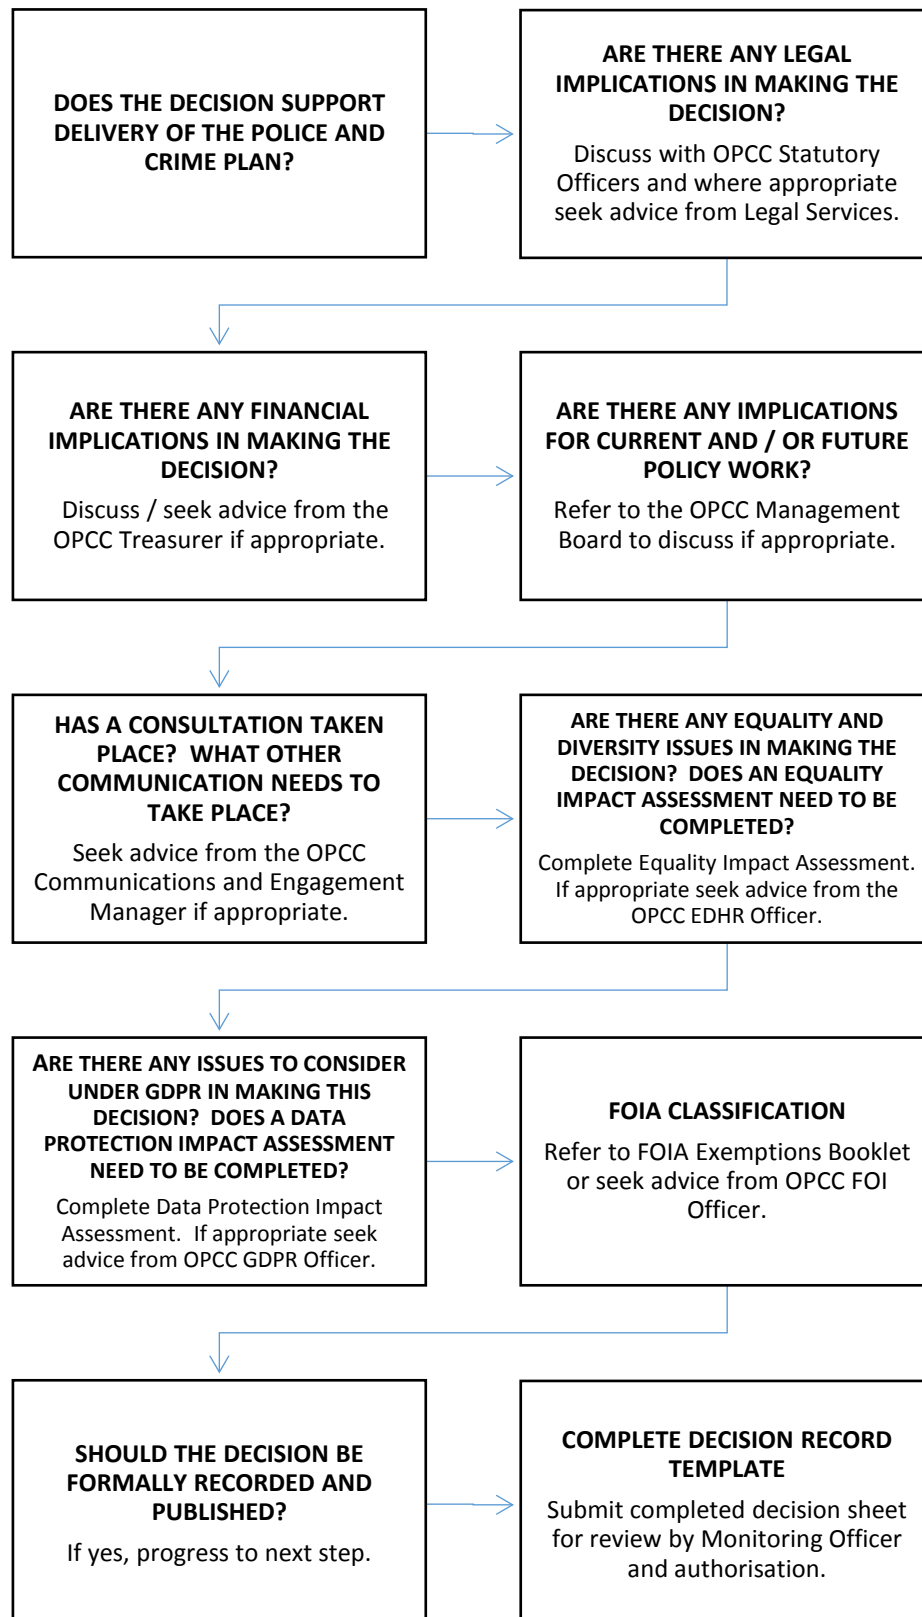 DOES THE DECISION SUPPORT
DELIVERY OF THE POLICE AND
CRIME PLAN?
ARE THERE ANY LEGAL
IMPLICATIONS IN MAKING THE
DECISION?
Discuss with OPCC Statutory
Officers and where appropriate
seek advice from Legal Services.
ARE THERE ANY FINANCIAL
IMPLICATIONS IN MAKING THE
DECISION?
Discuss / seek advice from the
OPCC Treasurer if appropriate.
ARE THERE ANY IMPLICATIONS
FOR CURRENT AND / OR FUTURE
POLICY WORK?
Refer to the OPCC Management
Board to discuss if appropriate.
HAS A CONSULTATION TAKEN
PLACE? WHAT OTHER
COMMUNICATION NEEDS TO
TAKE PLACE?
Seek advice from the OPCC
Communications and Engagement
Manager if appropriate.
ARE THERE ANY EQUALITY AND
DIVERSITY ISSUES IN MAKING THE
DECISION? DOES AN EQUALITY
IMPACT ASSESSMENT NEED TO BE
COMPLETED?
Complete Equality Impact Assessment.
If appropriate seek advice from the
OPCC EDHR Officer.
ARE THERE ANY ISSUES TO CONSIDER
UNDER GDPR IN MAKING THIS
DECISION? DOES A DATA
PROTECTION IMPACT ASSESSMENT
NEED TO BE COMPLETED?
Complete Data Protection Impact
Assessment. If appropriate seek
advice from OPCC GDPR Officer.
FOIA CLASSIFICATION
Refer to FOIA Exemptions Booklet
or seek advice from OPCC FOI
Officer.
SHOULD THE DECISION BE
FORMALLY RECORDED AND
PUBLISHED?
If yes, progress to next step.
COMPLETE DECISION RECORD
TEMPLATE
Submit completed decision sheet
for review by Monitoring Officer
and authorisation.